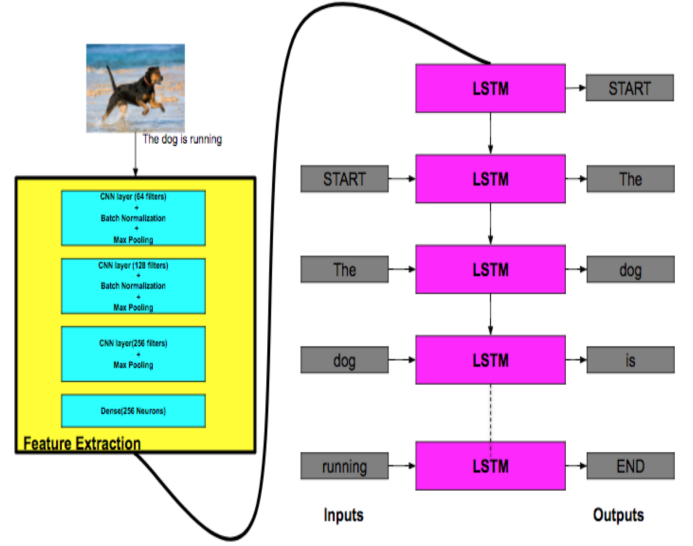 The dog is running
CNN layer (64 filters)
+
Batch Normalization
+
Max Pooling
CNN layer (128 filters)
+
Batch Normalization
+
Max Pooling
CNN layer(256 filters)
+
Max Pooling
Dense(256 Neurons)
Feature Extraction
LSTM
START
START
LSTM
The
The
LSTM
dog
dog
LSTM
is
running
LSTM
END
Inputs
Outputs